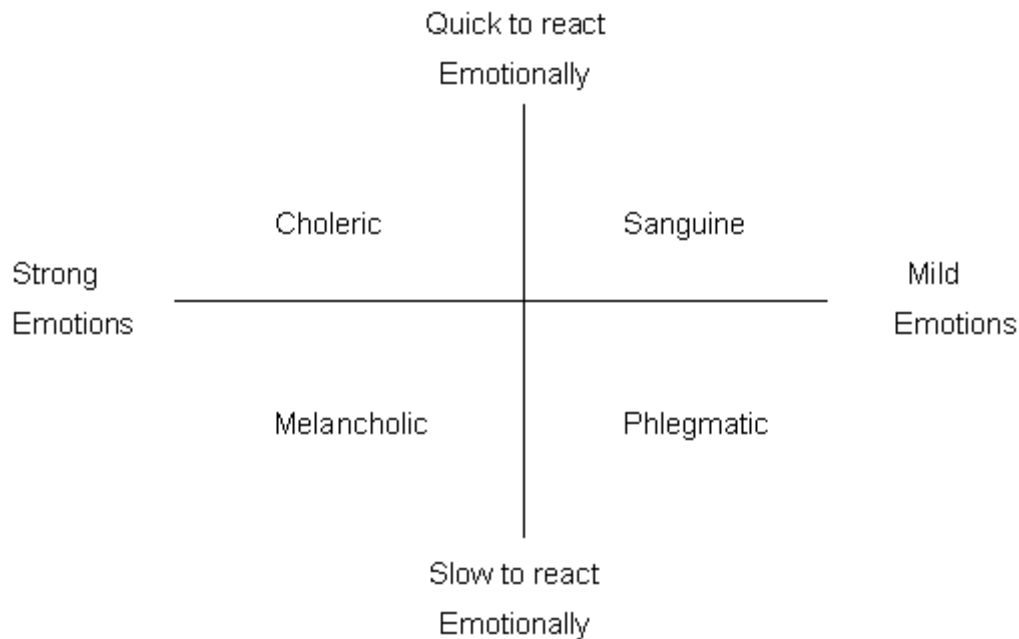 Quick to react
Emotionally
Choleric
Sanguine
Strong
Emotions
Mild
Emotions
Melancholic
Phlegmatic
Slow to react
Emotionally